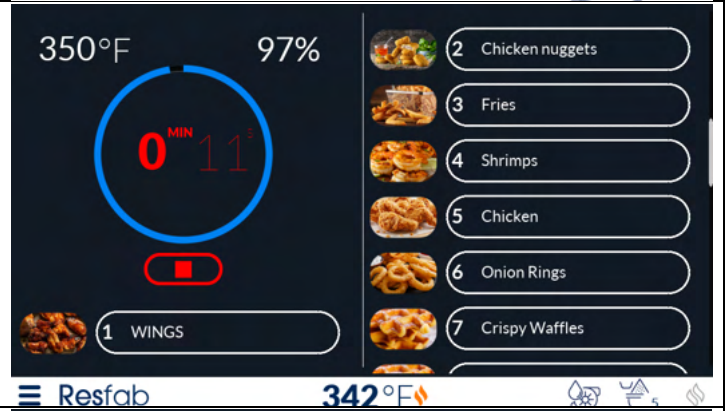 350°F 97%
0 MIN 11 s
1 WINGS
2 Chicken nuggets
3 Fries
4 Shrimps
5 Chicken
6 Onion Rings
7 Crispy Waffles
Resfab 342°F 5